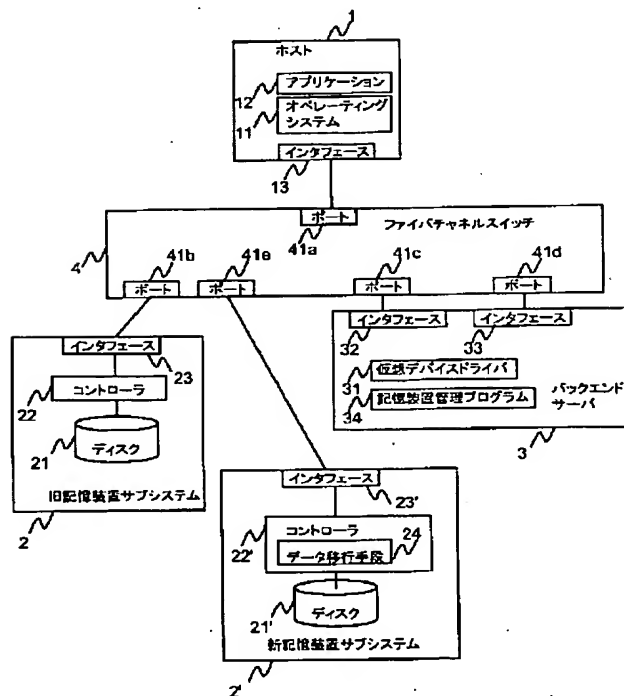 1
ホスト
アプリケーション
12
オペレーティング
システム
11
インタフェース
13
ポート
ファイバチャネルスイッチ
41a
4
41b
41e
41c
41d
ポート
ポート
ポート
ポート
インタフェース
23
インタフェース
32
インタフェース
33
コントローラ
22
仮想デバイスドライバ
31
記憶装置管理プログラム
34
バックエンド
サーバ
3
ディスク
21
旧記憶装置サブシステム
2
インタフェース
23'
コントローラ
24
22'
データ移行手段
ディスク
21'
新記憶装置サブシステム
2'